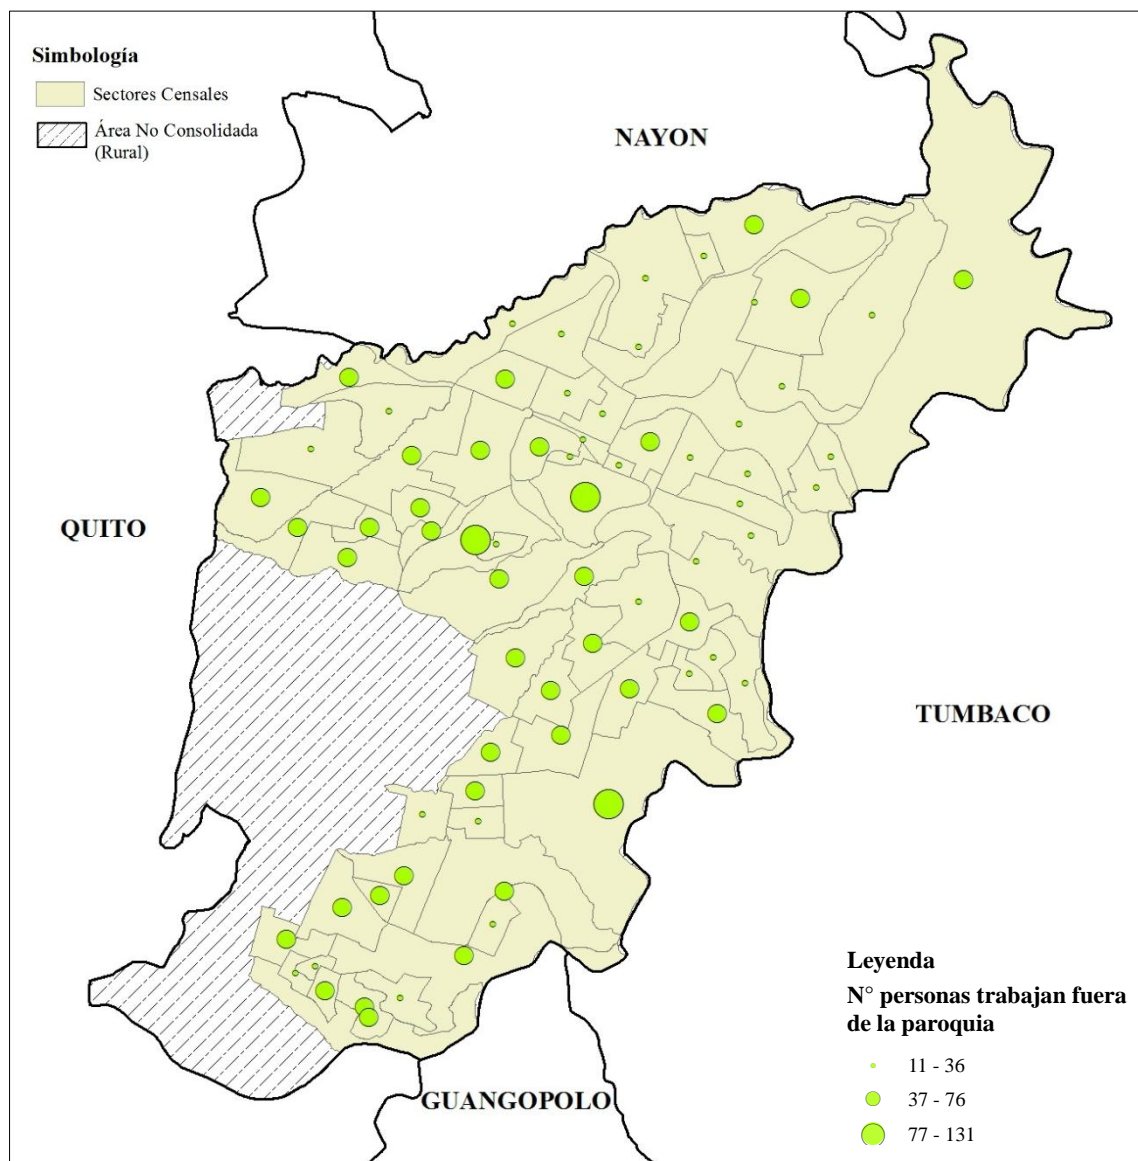 Simbología
Sectores Censales
Área No Consolidada
(Rural)
NAYON
QUITO
TUMBACO
GUANGOPOLO
Leyenda
N° personas trabajan fuera
de la paroquia
11 - 36
37 - 76
77 - 131